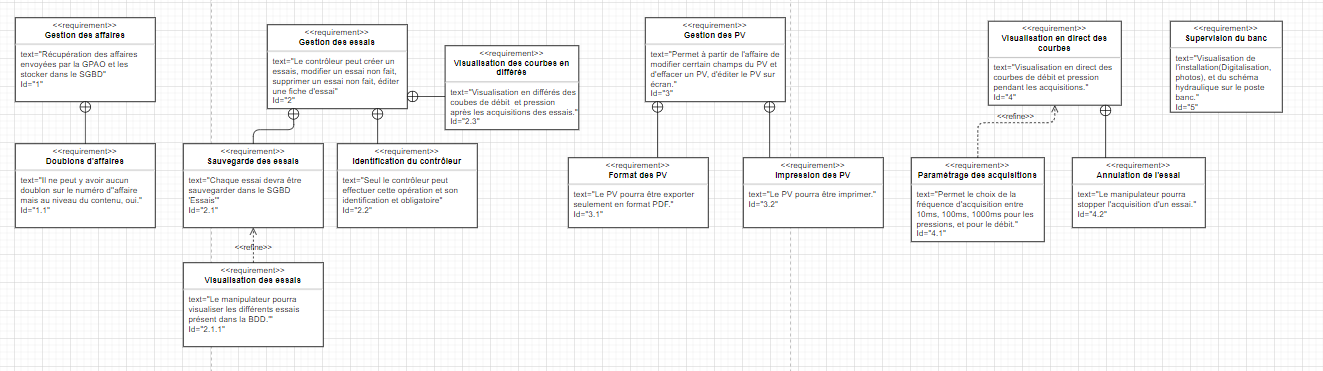 <<requirement>>
Gestion des affaires
text="Récupération des affaires
envoyées par la GPAO et les
stocker dans le SGBD"
Id="1"
<<requirement>>
Doublons d'affaires
text="Il ne peut y avoir aucun
doublon sur le numéro d''affaire
mais au niveau du contenu, oui."
Id="1.1"
<<requirement>>
Gestion des essais
text="Le contrôleur peut créer un
essais, modifier un essai non fait,
supprimer un essai non fait, éditer
une fiche d'essai"
Id="2"
<<requirement>>
Visualisation des courbes en
différés
text="Visualisation en différés des
coubes de débit et pression
après les acquisitions des essais."
Id="2.3"
<<requirement>>
Sauvegarde des essais
text="Chaque essai devra être
sauvegarder dans le SGBD
'Essais'"
Id="2.1"
<<requirement>>
Identification du contrôleur
text="Seul le contrôleur peut
effectuer cette opération et son
identification et obligatoire"
Id="2.2"
<<refine>>
<<requirement>>
Visualisation des essais
text="Le manipulateur pourra
visualiser les différents essais
présent dans la BDD.'"
Id="2.1.1"
<<requirement>>
Gestion des PV
text="Permet à partir de l'affaire de
modifier certain champs du PV et
d'effacer un PV, d'éditer le PV sur
écran."
Id="3"
<<requirement>>
Format des PV
text="Le PV pourra être exporter
seulement en format PDF."
Id="3.1"
<<requirement>>
Impression des PV
text="Le PV pourra être imprimer."
Id="3.2"
<<requirement>>
Visualisation en direct des
courbes
text="Visualisation en direct des
courbes de débit et pression
pendant les acquisitions."
Id="4"
<<refine>>
<<requirement>>
Paramètrage des acquisitions
text="Permet le choix de la
fréquence d'acquisition entre
10ms, 100ms, 1000ms pour les
pressions, et pour le débit."
Id="4.1"
<<requirement>>
Annulation de l'essai
text="Le manipulateur pourra
stopper l'acquisition d'un essai."
Id="4.2"
<<requirement>>
Supervision du banc
text="Visualisation de
l'installation(Digitalisation,
photos), et du schéma
hydraulique sur le poste
banc."
Id="5"